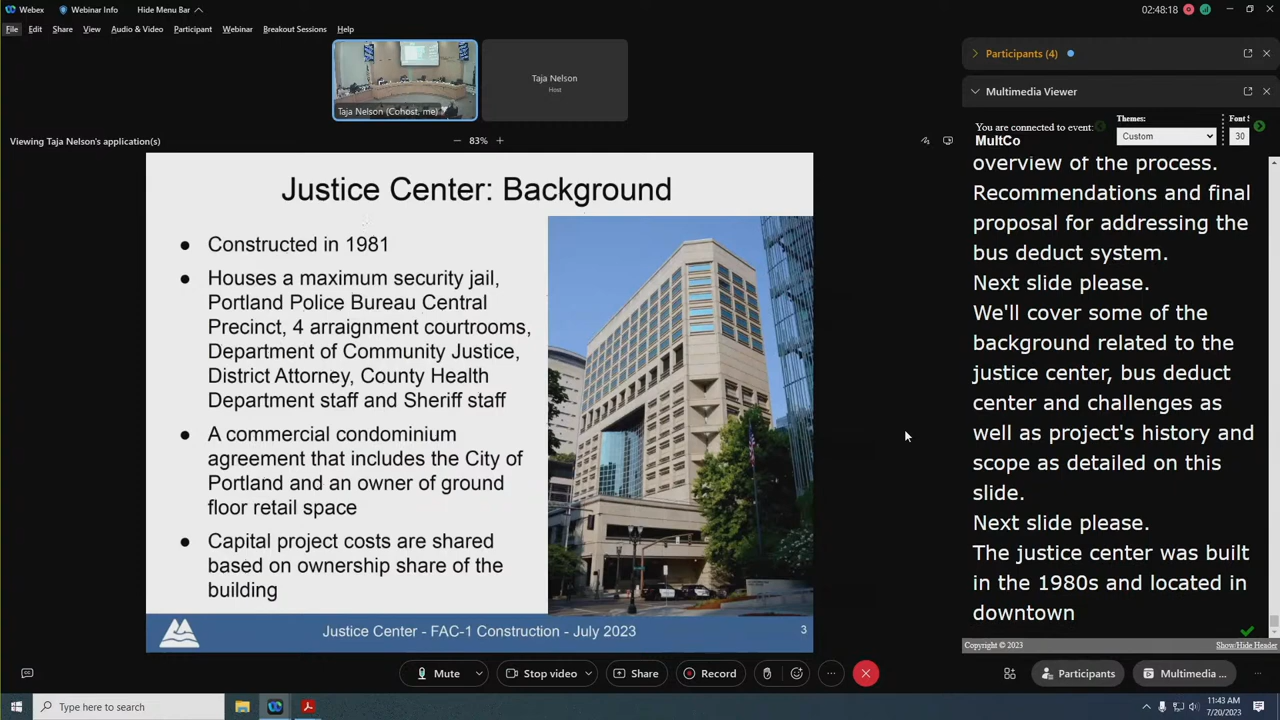 Webex
Webinar Info
Hide Menu Bar
02:48:18
File Edit Share View Audio & Video Participant Webinar Breakout Sessions Help
Taja Nelson (Cohost, me)
Taja Nelson
Host
Viewing Taja Nelson's application(s)
83%
Justice Center: Background
● Constructed in 1981
● Houses a maximum security jail,
Portland Police Bureau Central
Precinct, 4 arraignment courtrooms,
Department of Community Justice,
District Attorney, County Health
Department staff and Sheriff staff
● A commercial condominium
agreement that includes the City of
Portland and an owner of ground
floor retail space
● Capital project costs are shared
based on ownership share of the
building
Justice Center - FAC-1 Construction - July 2023
3
Participants (4)
Multimedia Viewer
You are connected to event:
MultCo
Themes:
Custom
Font S
30
overview of the process.
Recommendations and final
proposal for addressing the
bus deduct system.
Next slide please.
We'll cover some of the
background related to the
justice center, bus deduct
center and challenges as
well as project's history and
scope as detailed on this
slide.
Next slide please.
The justice center was built
in the 1980s and located in
downtown
Copyright © 2023
Show/Hide Header
Mute
Stop video
Share
Record
Participants
Multimedia ...
Type here to search
11:43 AM
7/20/2023